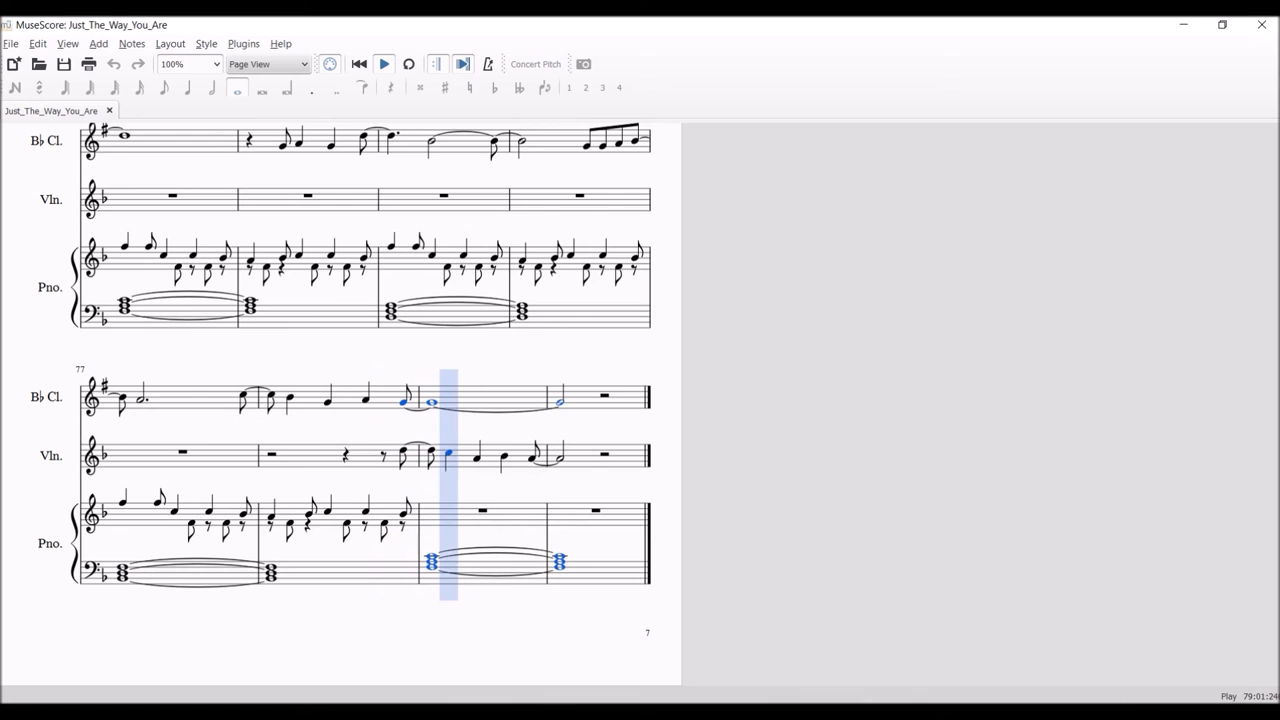 MuseScore: Just_The_Way_You_Are
File Edit View Add Notes Layout Style Plugins Help
100% Page View Concert Pitch
1 2 3 4
Just_The_Way_You_Are
B♭ Cl.
Vln.
Pno.
77
B♭ Cl.
Vln.
Pno.
7
Play 79:01:24